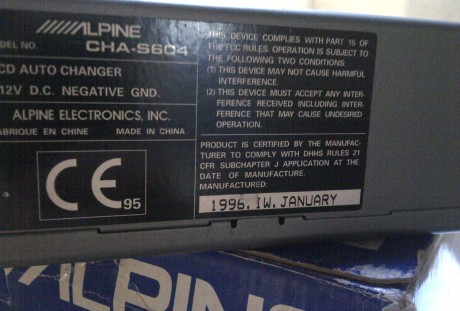 ALPINE
DEL NO. CHA-S604
CD AUTO CHANGER
12V D.C. NEGATIVE GND.
ALPINE ELECTRONICS, INC.
ABRIQUE EN CHINE MADE IN CHINA
CE 95
THIS DEVICE COMPLIES WITH PART 15 OF
THE FCC RULES OPERATION IS SUBJECT TO
THE FOLLOWING TWO CONDITIONS:
(1) THIS DEVICE MAY NOT CAUSE HARMFUL
INTERFERENCE.
(2) THIS DEVICE MUST ACCEPT ANY INTER-
FERENCE RECEIVED INCLUDING INTER-
FERENCE THAT MAY CAUSE UNDESIRED
OPERATION.
PRODUCT IS CERTIFIED BY THE MANUFAC-
TURER TO COMPLY WITH DHHS RULES 21
CFR SUBCHAPTER J APPLICATION AT THE
DATE OF MANUFACTURE.
MANUFACTURED:
1996. IW. JANUARY
ALPINE